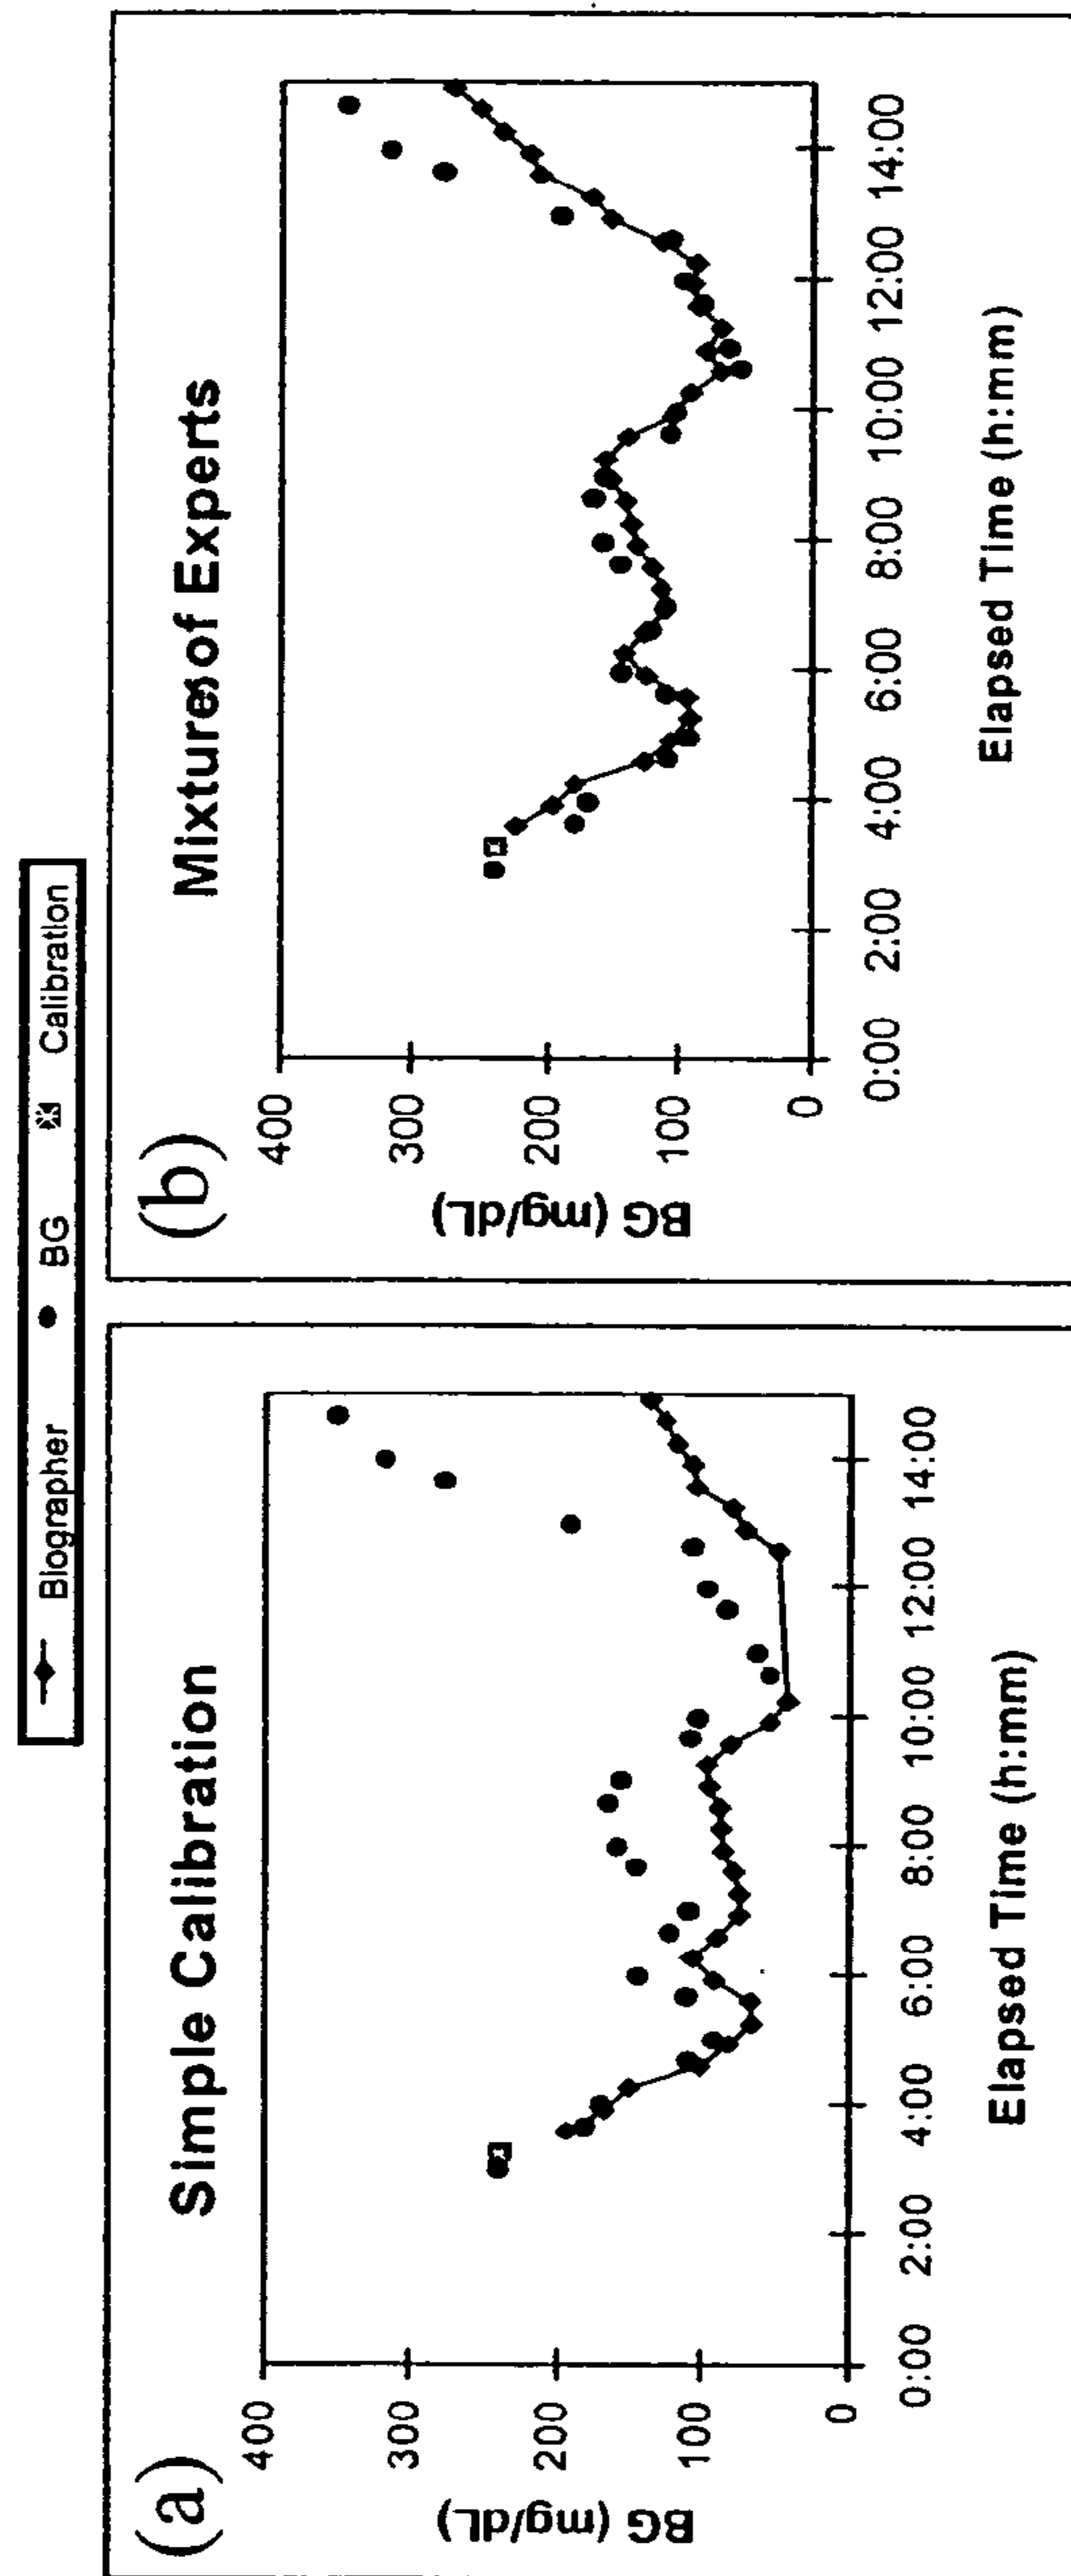 Biographer BG Calibration
(a)
Simple Calibration
BG (mg/dL)
400
300
200
100
0
0:00 2:00 4:00 6:00 8:00 10:00 12:00 14:00
Elapsed Time (h:mm)
(b)
Mixtures of Experts
BG (mg/dL)
400
300
200
100
0
0:00 2:00 4:00 6:00 8:00 10:00 12:00 14:00
Elapsed Time (h:mm)